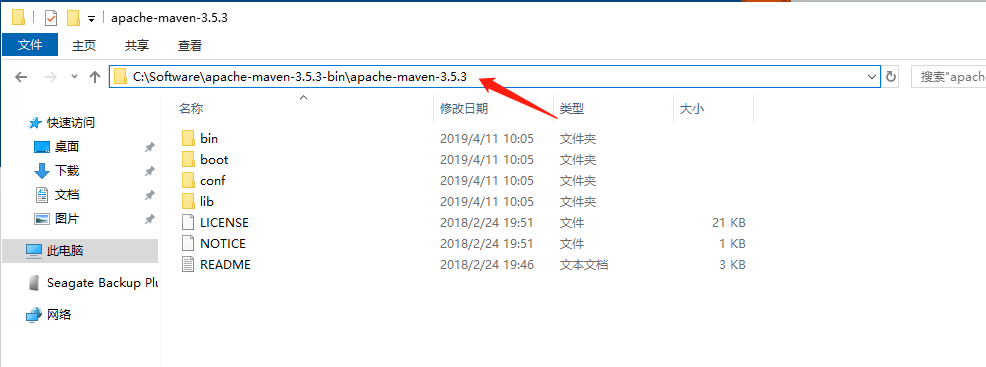 apache-maven-3.5.3
文件 主页 共享 查看
C:\Software\apache-maven-3.5.3-bin\apache-maven-3.5.3 搜索"apac
名称 修改日期 类型 大小
快速访问
桌面
下载
文档
图片
此电脑
Seagate Backup Plu
网络
bin 2019/4/11 10:05 文件夹
boot 2019/4/11 10:05 文件夹
conf 2019/4/11 10:05 文件夹
lib 2019/4/11 10:05 文件夹
LICENSE 2018/2/24 19:51 文件 21 KB
NOTICE 2018/2/24 19:51 文件 1 KB
README 2018/2/24 19:46 文本文档 3 KB